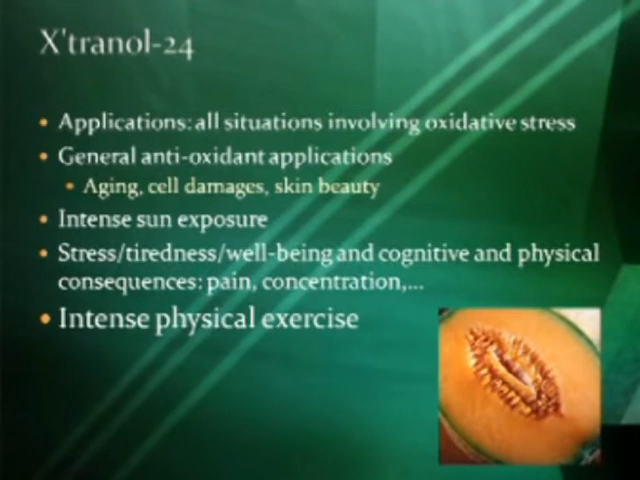 X'tranol-24
• Applications: all situations involving oxidative stress
• General anti-oxidant applications
• Aging, cell damages, skin beauty
• Intense sun exposure
• Stress/tiredness/well-being and cognitive and physical
consequences: pain, concentration,...
• Intense physical exercise